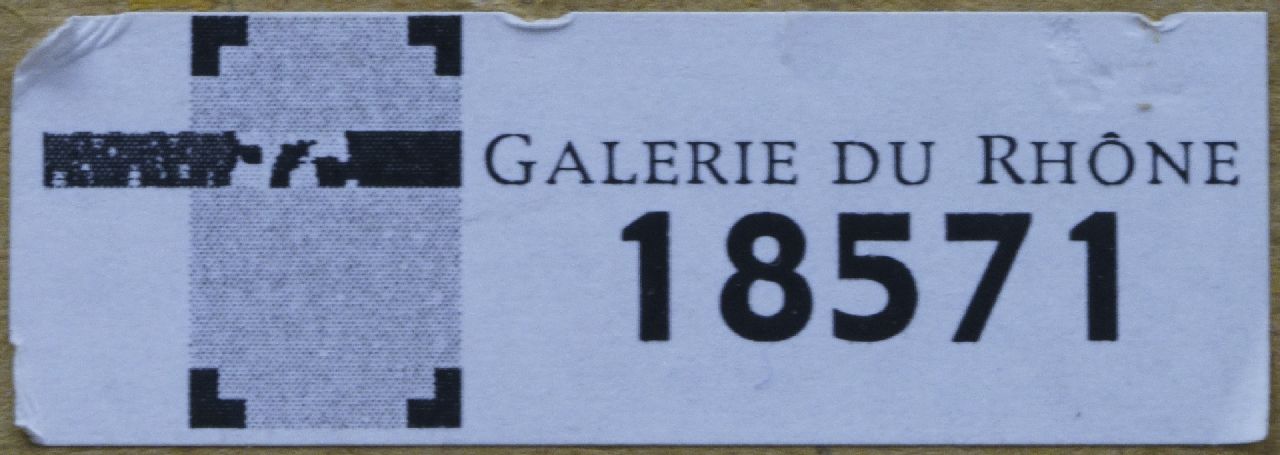 GALERIE DU RHÔNE
18571